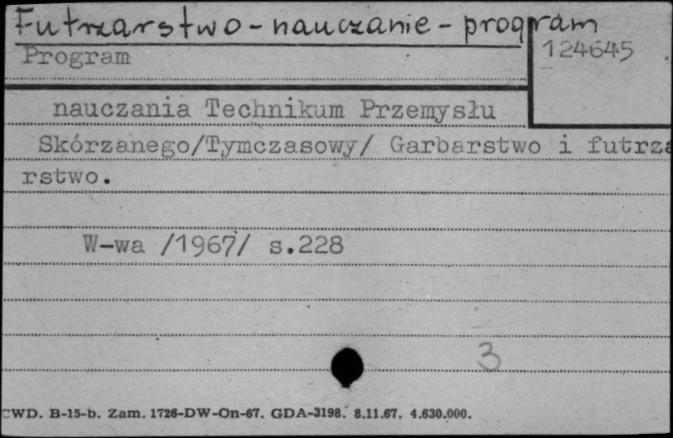 Futrzarstwo - nauczanie - program
Program
124645
nauczania Technikum Przemysłu
Skórzanego/Tymczasowy/ Garbarstwo i futrza
rstwo.
W-wa /1967/ s.228
3
CWD. B-15-b. Zam. 1726-DW-On-67. GDA-3198. 8.11.67. 4.630.000.